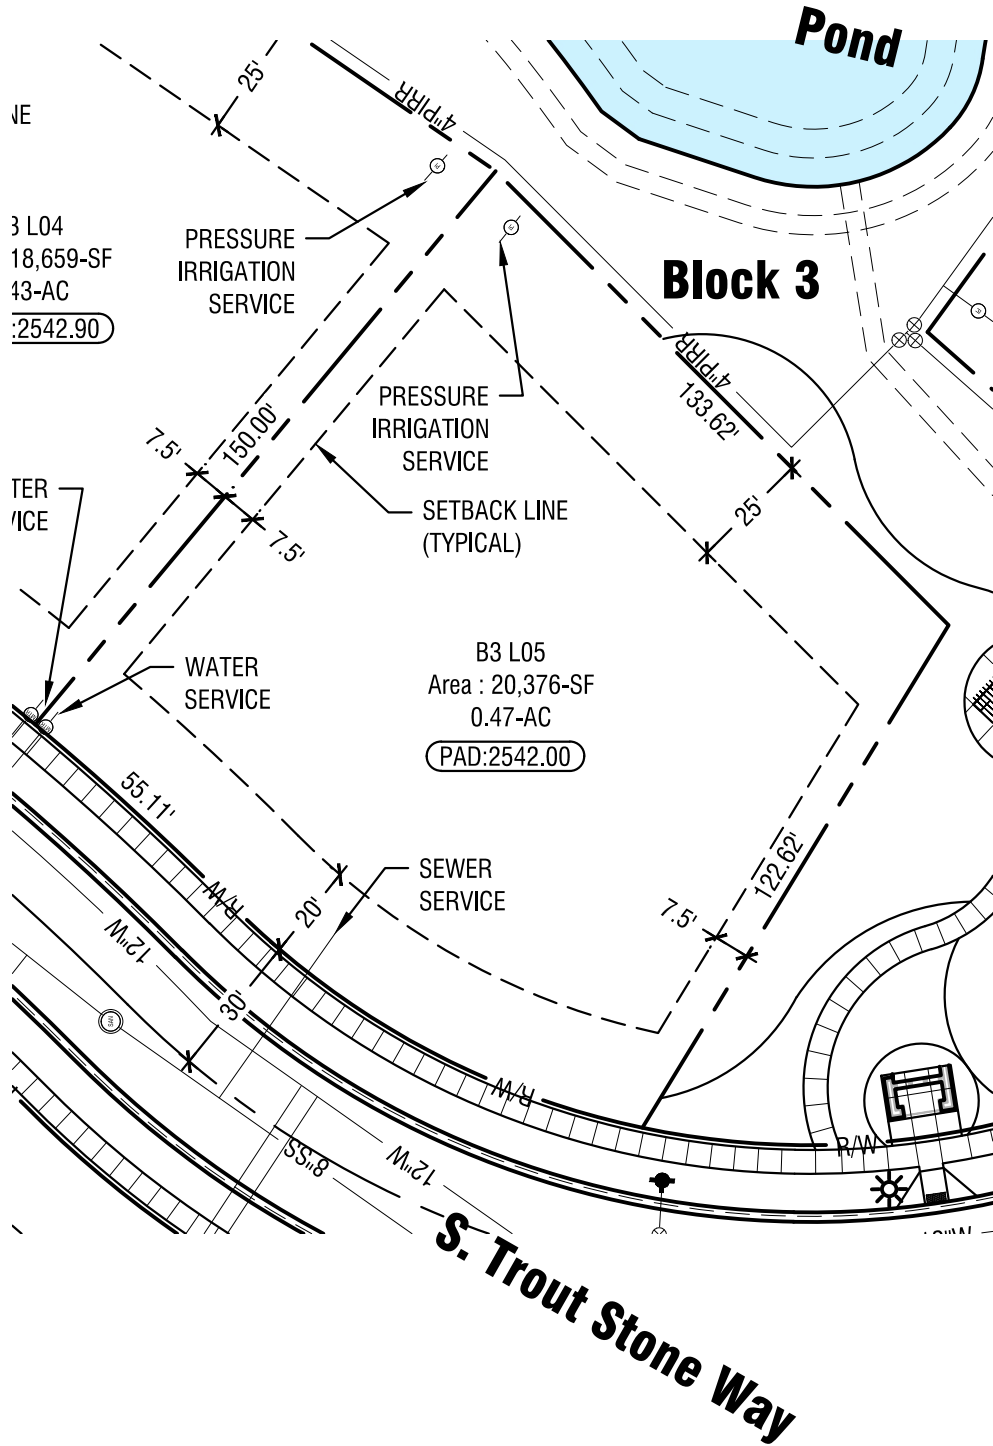 Pond
25'
4"PIRR
NE
3 L04
18,659-SF
43-AC
:2542.90
PRESSURE
IRRIGATION
SERVICE
Block 3
4"PIRR
133.62'
PRESSURE
IRRIGATION
SERVICE
150.00'
7.5'
7.5'
SETBACK LINE
(TYPICAL)
25'
TER
VICE
B3 L05
Area : 20,376-SF
0.47-AC
PAD:2542.00
WATER
SERVICE
55.11'
SEWER
SERVICE
122.62'
7.5'
R/W
20'
12"W
30'
SAN
R/W
R/W
8"SS
12"W
S. Trout Stone Way